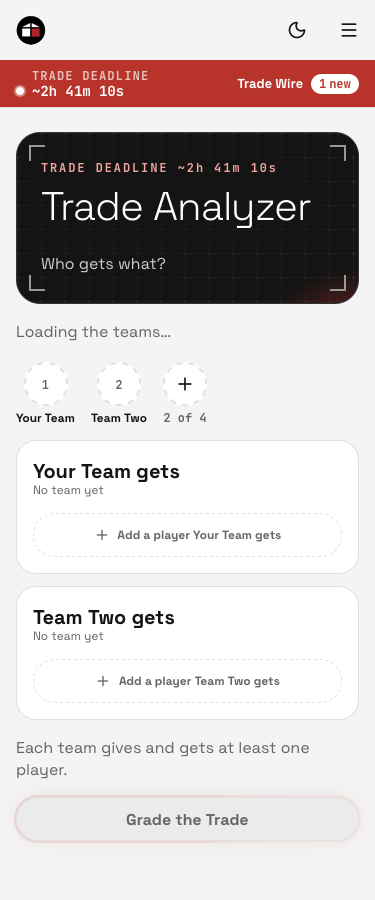 TRADE DEADLINE
~2h 41m 10s
Trade Wire
1 new
TRADE DEADLINE ~2h 41m 10s
Trade Analyzer
Who gets what?
Loading the teams…
1
2
Your Team
Team Two
2 of 4
Your Team gets
No team yet
Add a player Your Team gets
Team Two gets
No team yet
Add a player Team Two gets
Each team gives and gets at least one
player.
Grade the Trade